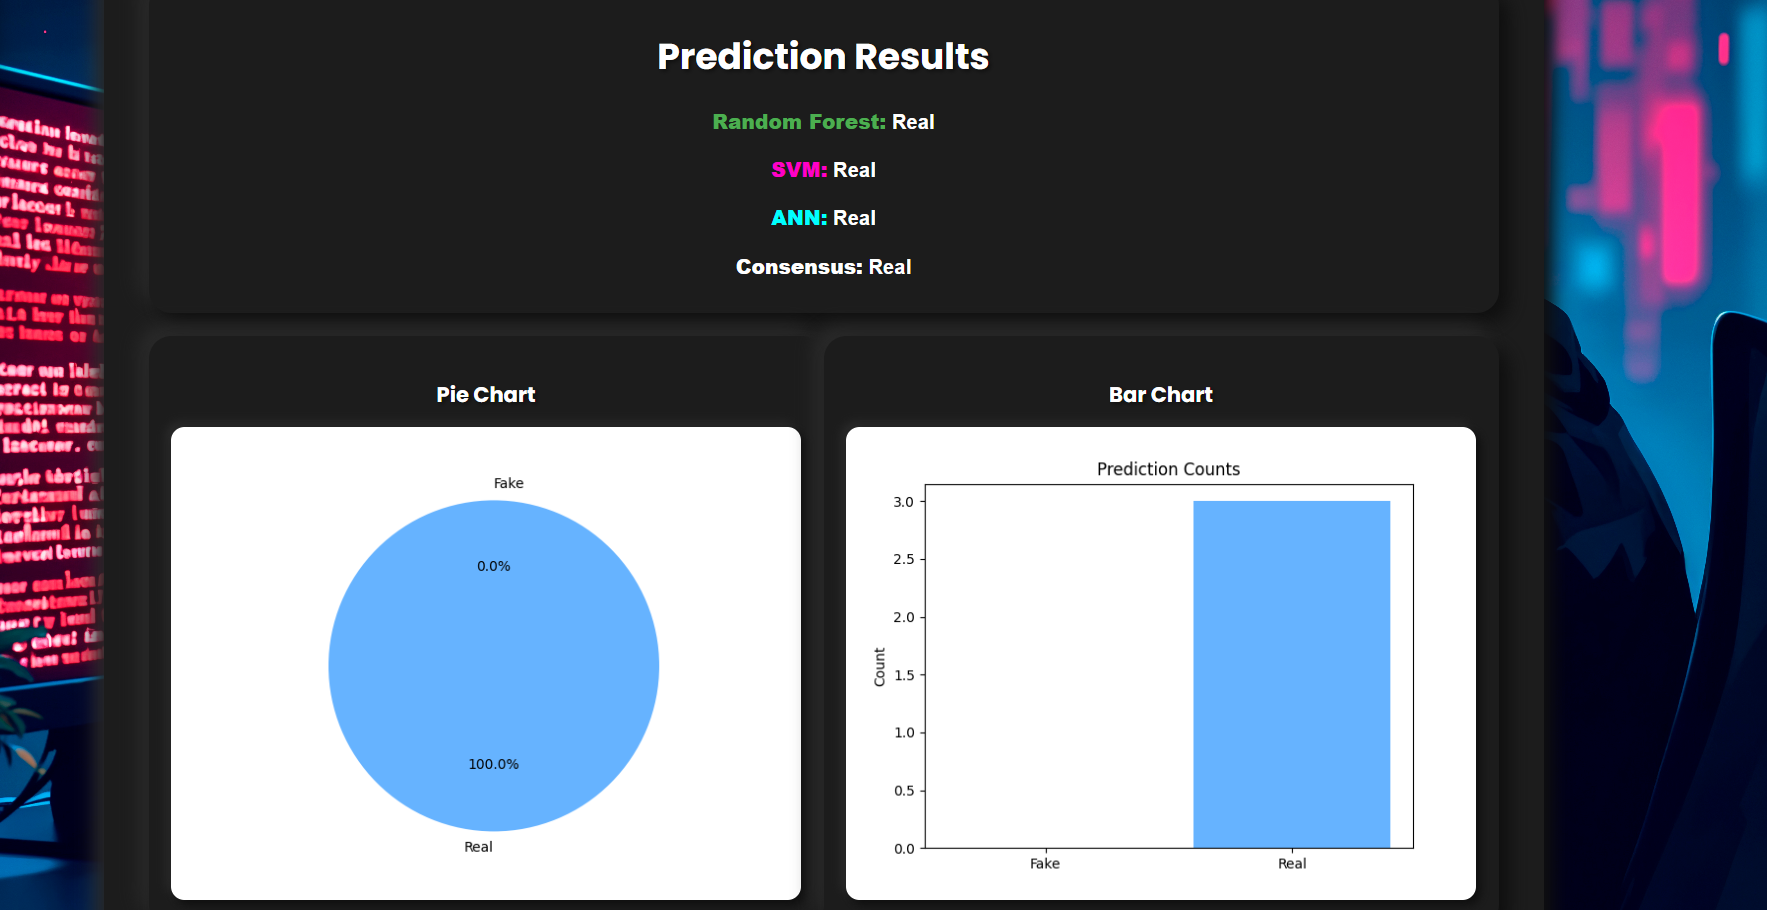 Prediction Results
Random Forest: Real
SVM: Real
ANN: Real
Consensus: Real
Pie Chart
Fake
0.0%
100.0%
Real
Bar Chart
Prediction Counts
3.0
2.5
2.0
1.5
1.0
0.5
0.0
Count
Fake
Real